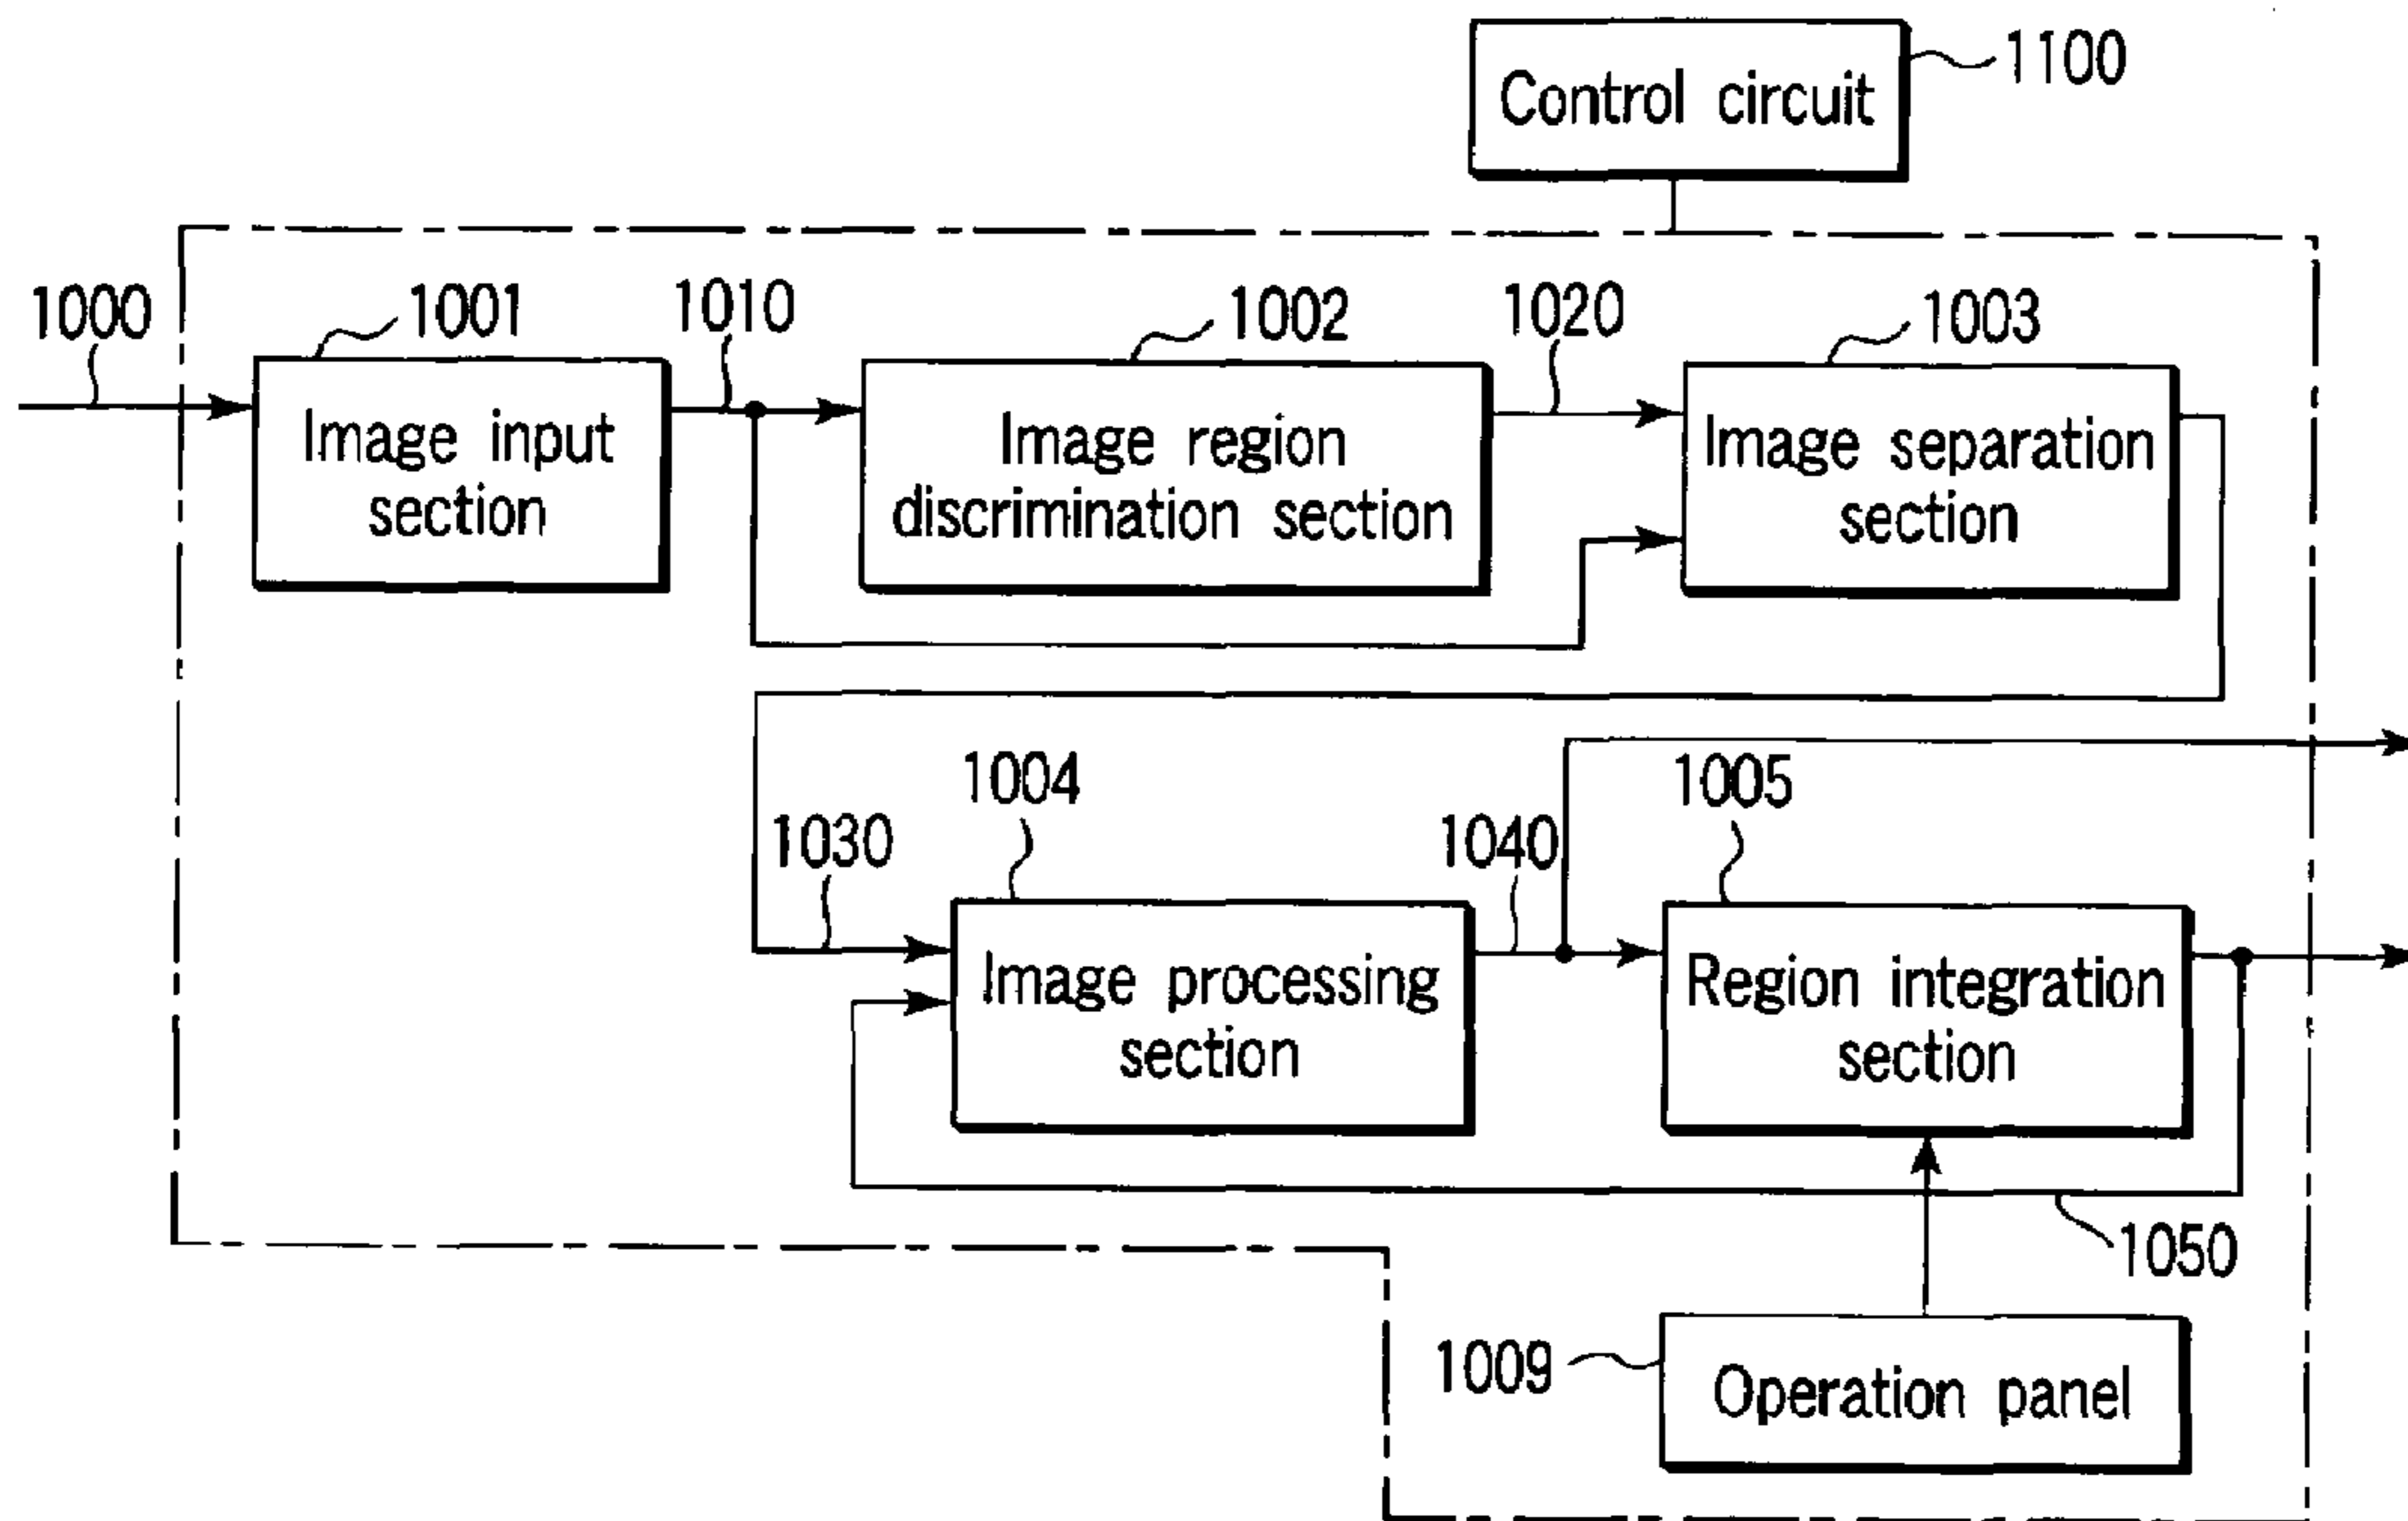 Control circuit
1100
1000
1001
1010
1002
1020
1003
Image input
section
Image region
discrimination section
Image separation
section
1004
1005
1030
1040
Image processing
section
Region integration
section
1050
1009
Operation panel